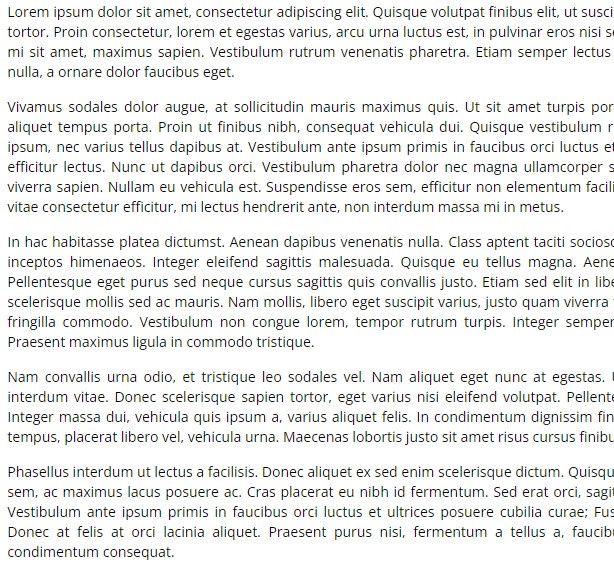 Lorem ipsum dolor sit amet, consectetur adipiscing elit. Quisque volutpat finibus elit, ut susci
tortor. Proin consectetur, lorem et egestas varius, arcu urna luctus est, in pulvinar eros nisi s
mi sit amet, maximus sapien. Vestibulum rutrum venenatis pharetra. Etiam semper lectus
nulla, a ornare dolor faucibus eget.
Vivamus sodales dolor augue, at sollicitudin mauris maximus quis. Ut sit amet turpis por
aliquet tempus porta. Proin ut finibus nibh, consequat vehicula dui. Quisque vestibulum r
ipsum, nec varius tellus dapibus at. Vestibulum ante ipsum primis in faucibus orci luctus et
efficitur lectus. Nunc ut dapibus orci. Vestibulum pharetra dolor nec magna ullamcorper s
viverra sapien. Nullam eu vehicula est. Suspendisse eros sem, efficitur non elementum facili
vitae consectetur efficitur, mi lectus hendrerit ante, non interdum massa mi in metus.
In hac habitasse platea dictumst. Aenean dapibus venenatis nulla. Class aptent taciti socios
inceptos himenaeos. Integer eleifend sagittis malesuada. Quisque eu tellus magna. Aene
Pellentesque eget purus sed neque cursus sagittis quis convallis justo. Etiam sed elit in lib
scelerisque mollis sed ac mauris. Nam mollis, libero eget suscipit varius, justo quam viverra
fringilla commodo. Vestibulum non congue lorem, tempor rutrum turpis. Integer semper
Praesent maximus ligula in commodo tristique.
Nam convallis urna odio, et tristique leo sodales vel. Nam aliquet eget nunc at egestas.
interdum vitae. Donec scelerisque sapien tortor, eget varius nisi eleifend volutpat. Pellent
Integer massa dui, vehicula quis ipsum a, varius aliquet felis. In condimentum dignissim fin
tempus, placerat libero vel, vehicula urna. Maecenas lobortis justo sit amet risus cursus finibu
Phasellus interdum ut lectus a facilisis. Donec aliquet ex sed enim scelerisque dictum. Quisqu
sem, ac maximus lacus posuere ac. Cras placerat eu nibh id fermentum. Sed erat orci, sagit
Vestibulum ante ipsum primis in faucibus orci luctus et ultrices posuere cubilia curae; Fus
Donec at felis at orci lacinia aliquet. Praesent purus nisi, fermentum a tellus a, faucib
condimentum consequat.